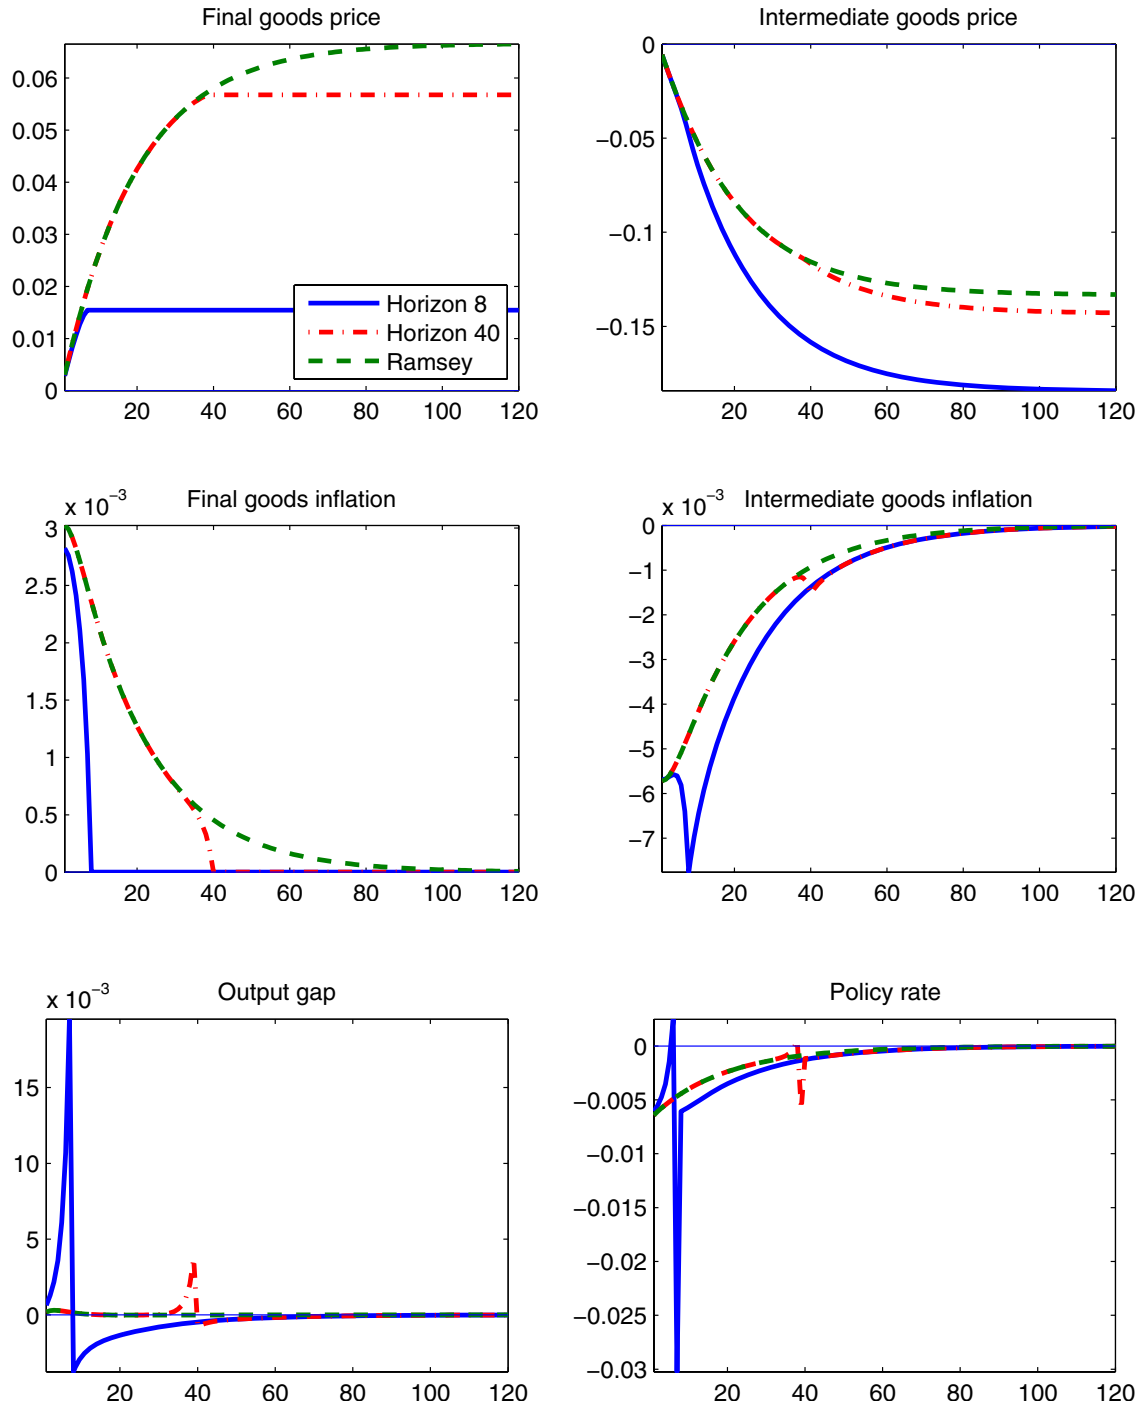 Final goods price
0.06
0.05
0.04
0.03
0.02
0.01
0
20 40 60 80 100 120
Horizon 8
Horizon 40
Ramsey
Intermediate goods price
0
−0.05
−0.1
−0.15
20 40 60 80 100 120
x 10⁻³
Final goods inflation
3
2.5
2
1.5
1
0.5
0
20 40 60 80 100 120
x 10⁻³
Intermediate goods inflation
0
−1
−2
−3
−4
−5
−6
−7
20 40 60 80 100 120
x 10⁻³
Output gap
15
10
5
0
20 40 60 80 100 120
Policy rate
0
−0.005
−0.01
−0.015
−0.02
−0.025
−0.03
20 40 60 80 100 120